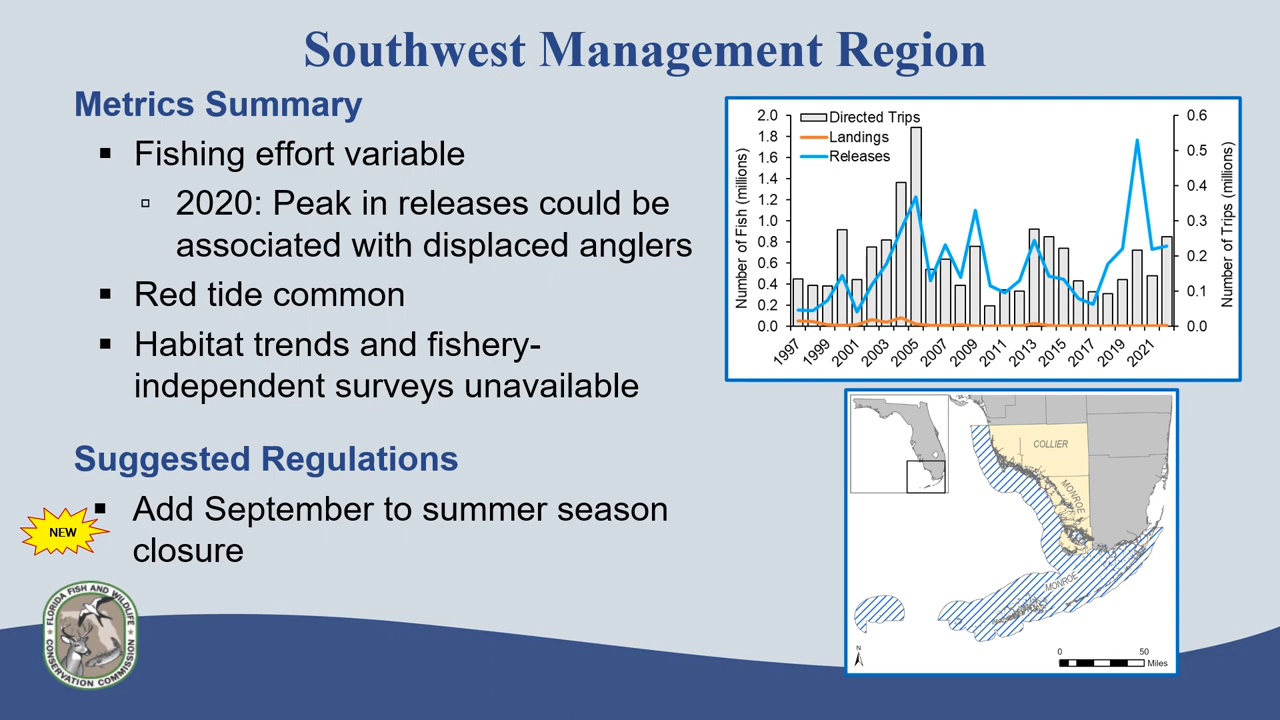 Southwest Management Region
Metrics Summary
▪ Fishing effort variable
▫ 2020: Peak in releases could be
associated with displaced anglers
▪ Red tide common
▪ Habitat trends and fishery-
independent surveys unavailable
Suggested Regulations
▪ Add September to summer season
closure
NEW
FLORIDA FISH AND WILDLIFE
CONSERVATION COMMISSION
Directed Trips
Landings
Releases
Number of Fish (millions)
2.0
1.8
1.6
1.4
1.2
1.0
0.8
0.6
0.4
0.2
0.0
Number of Trips (millions)
0.6
0.5
0.4
0.3
0.2
0.1
0.0
1997
1999
2001
2003
2005
2007
2009
2011
2013
2015
2017
2019
2021
COLLIER
MONROE
MONROE
N
0 50
Miles